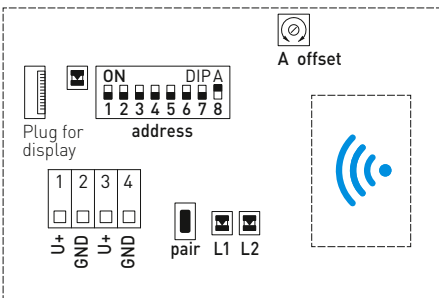 A offset
ON DIPA
1 2 3 4 5 6 7 8
address
Plug for
display
1 2 3 4
U+ GND U+ GND
pair L1 L2